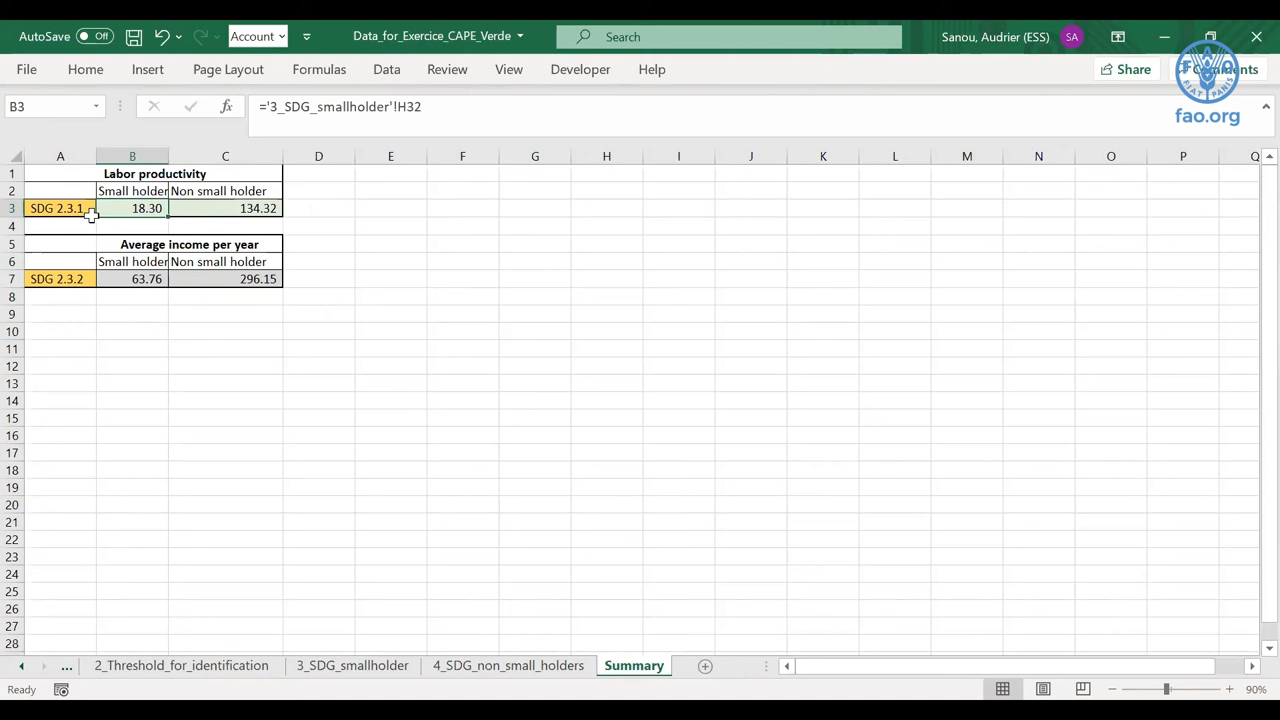 AutoSave Off Account Data_for_Exercice_CAPE_Verde Search Sanou, Audrier (ESS) SA
File Home Insert Page Layout Formulas Data Review View Developer Help Share Comments
FIAT PANIS
fao.org
B3 fx ='3_SDG_smallholder'!H32
A B C D E F G H I J K L M N O P Q
1 Labor productivity
2 Small holder Non small holder
3 SDG 2.3.1 18.30 134.32
4
5 Average income per year
6 Small holder Non small holder
7 SDG 2.3.2 63.76 296.15
8
9
10
11
12
13
14
15
16
17
18
19
20
21
22
23
24
25
26
27
28
... 2_Threshold_for_identification 3_SDG_smallholder 4_SDG_non_small_holders Summary
Ready 90%